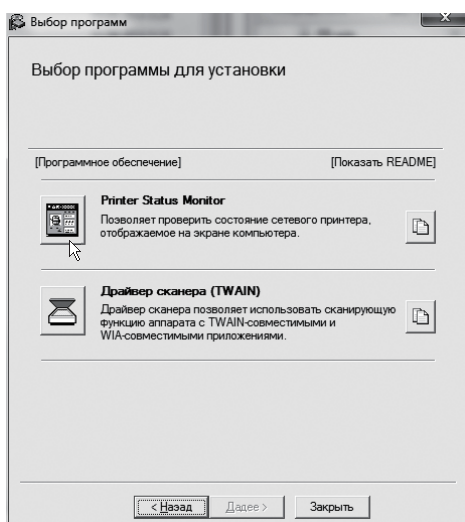 Выбор программ
Выбор программы для установки
[Программное обеспечение] [Показать README]
Printer Status Monitor
Позволяет проверить состояние сетевого принтера,
отображаемое на экране компьютера.
Драйвер сканера (TWAIN)
Драйвер сканера позволяет использовать сканирующую
функцию аппарата с TWAIN-совместимыми и
WIA-совместимыми приложениями.
< Назад Далее > Закрыть